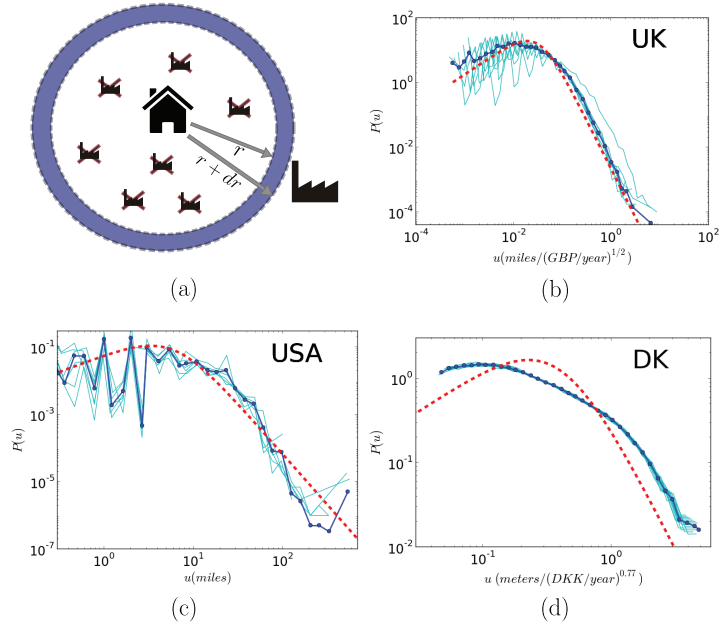 r
r + dr
(a)
UK
P(u)
10^2
10^0
10^-2
10^-4
10^-4
10^-2
10^0
10^2
u(miles/(GBP/year)^1/2)
(b)
USA
P(u)
10^-1
10^-3
10^-5
10^-7
10^0
10^1
10^2
u(miles)
(c)
DK
P(u)
10^0
10^-1
10^-2
10^-1
10^0
u (meters/(DKK/year)^0.77)
(d)